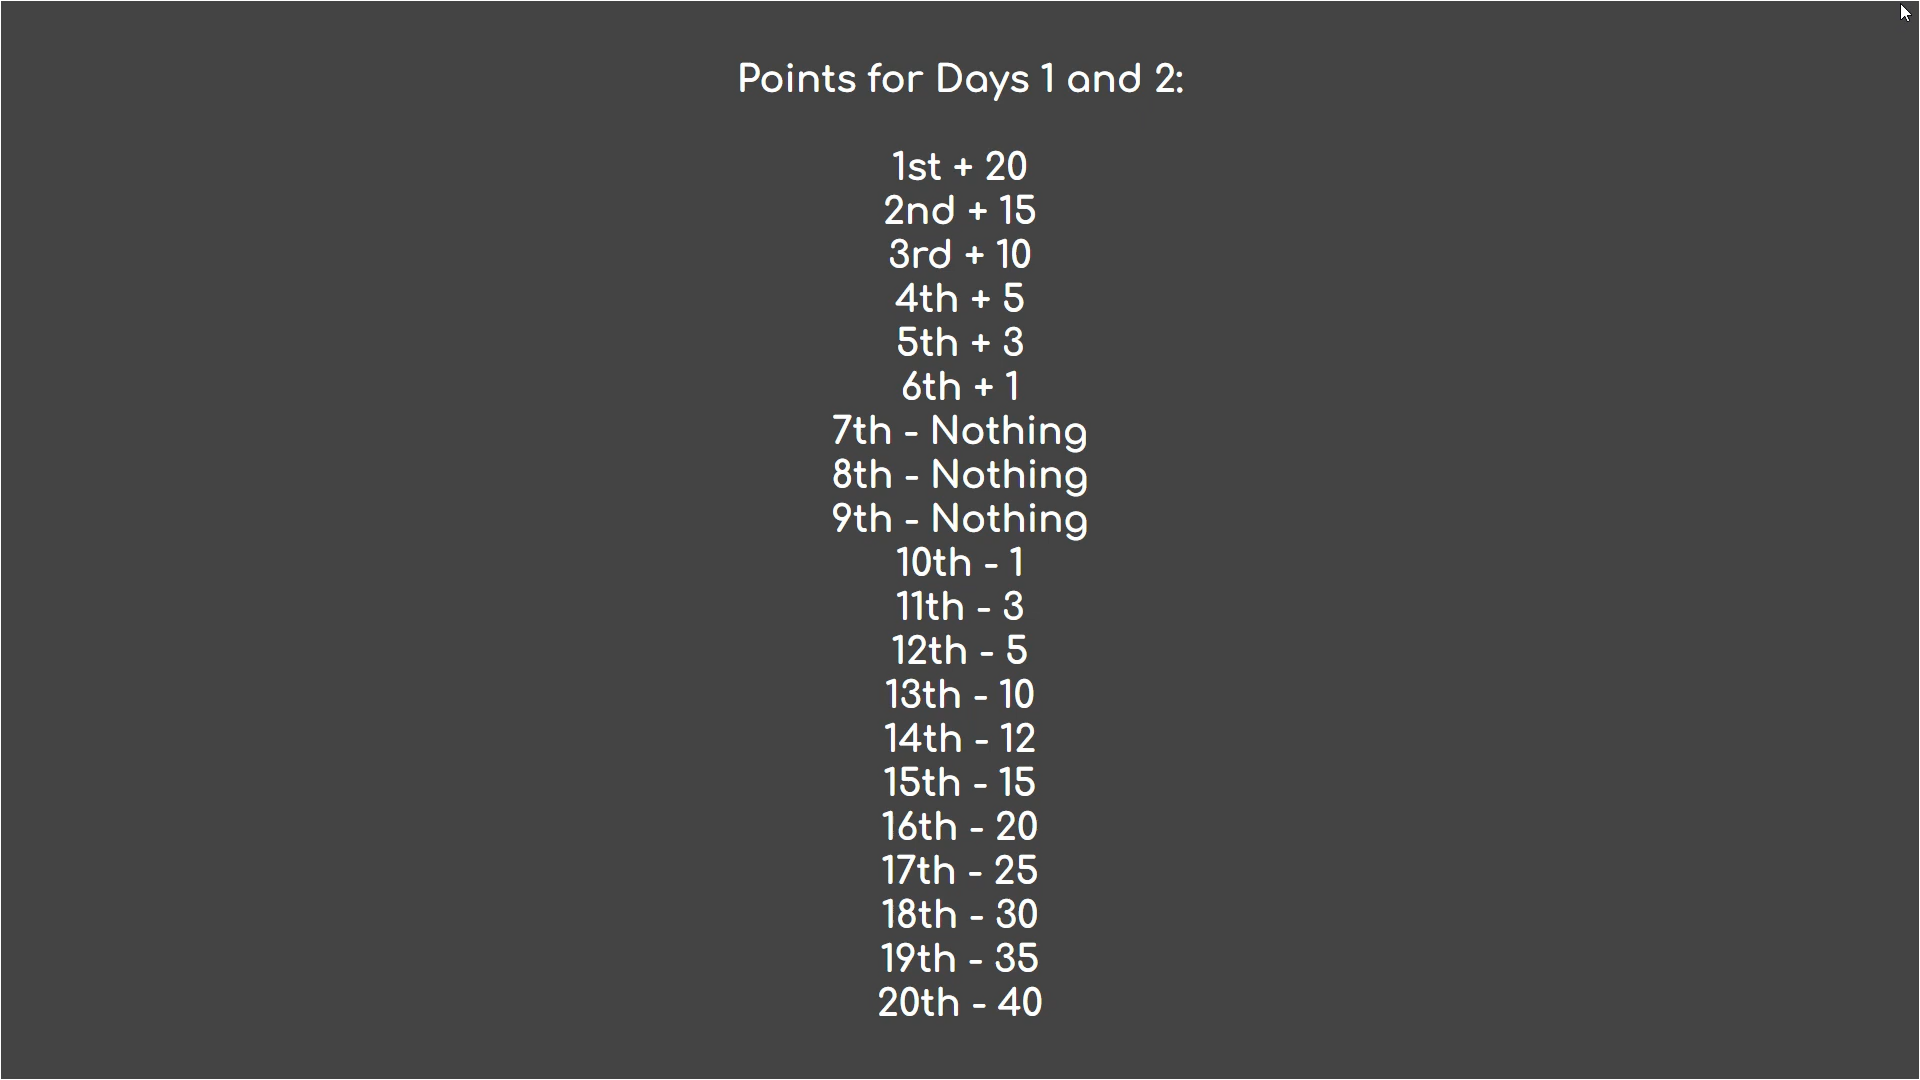 Points for Days 1 and 2:
1st + 20
2nd + 15
3rd + 10
4th + 5
5th + 3
6th + 1
7th - Nothing
8th - Nothing
9th - Nothing
10th - 1
11th - 3
12th - 5
13th - 10
14th - 12
15th - 15
16th - 20
17th - 25
18th - 30
19th - 35
20th - 40